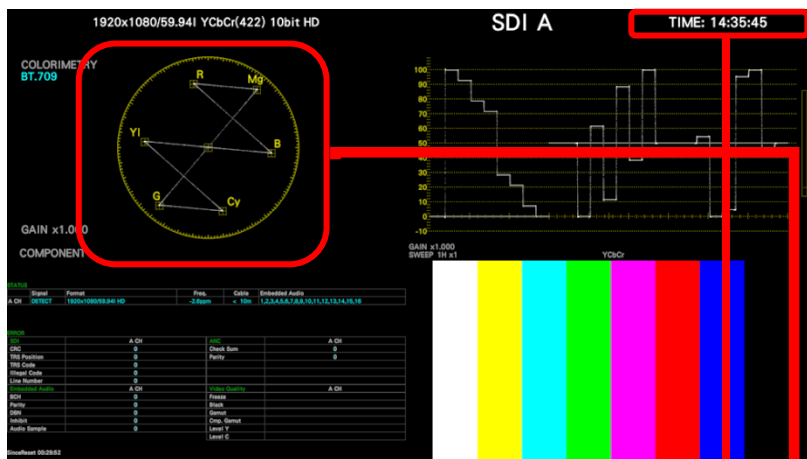 1920x1080/59.94I YCbCr(422) 10bit HD
SDI A
TIME: 14:35:45
COLORIMETRY
BT.709
R
Mg
Yl
B
G
Cy
GAIN x1.000
COMPONENT
100
90
80
70
60
50
40
30
20
10
0
-10
GAIN x1.000
SWEEP 1H x1
YCbCr
STATUS
Signal Format Freq. Cable Embedded Audio
A CH DETECT 1920x1080/59.94I HD -2.6ppm < 10m 1,2,3,4,5,6,7,8,9,10,11,12,13,14,15,16
ERROR
SDI A CH ANC A CH
CRC 0 Check Sum 0
TRS Position 0 Parity 0
TRS Code 0
Illegal Code 0
Line Number 0
Embedded Audio A CH Video Quality A CH
BCH 0 Freeze
Parity 0 Black
DBN 0 Gamut
Inhibit 0 Cmp. Gamut
Audio Sample 0 Level Y
Level C
SinceReset 00:29:52